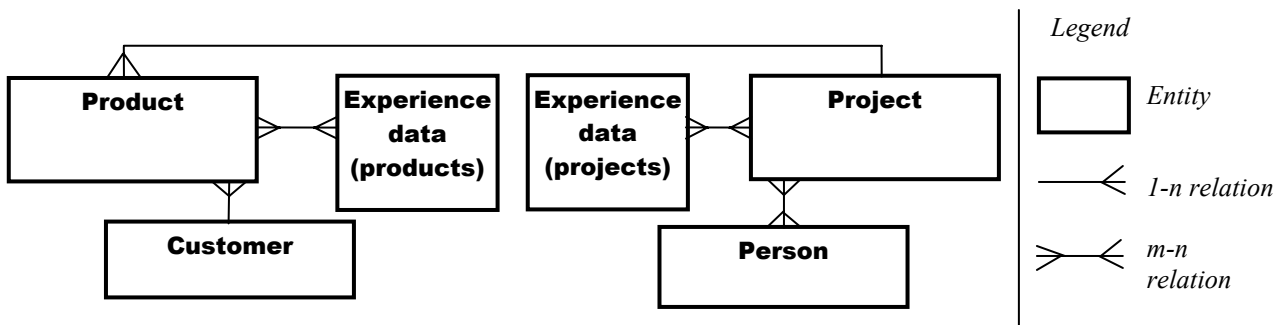 Legend
Product
Experience
data
(products)
Experience
data
(projects)
Project
Entity
Customer
Person
1-n relation
m-n
relation